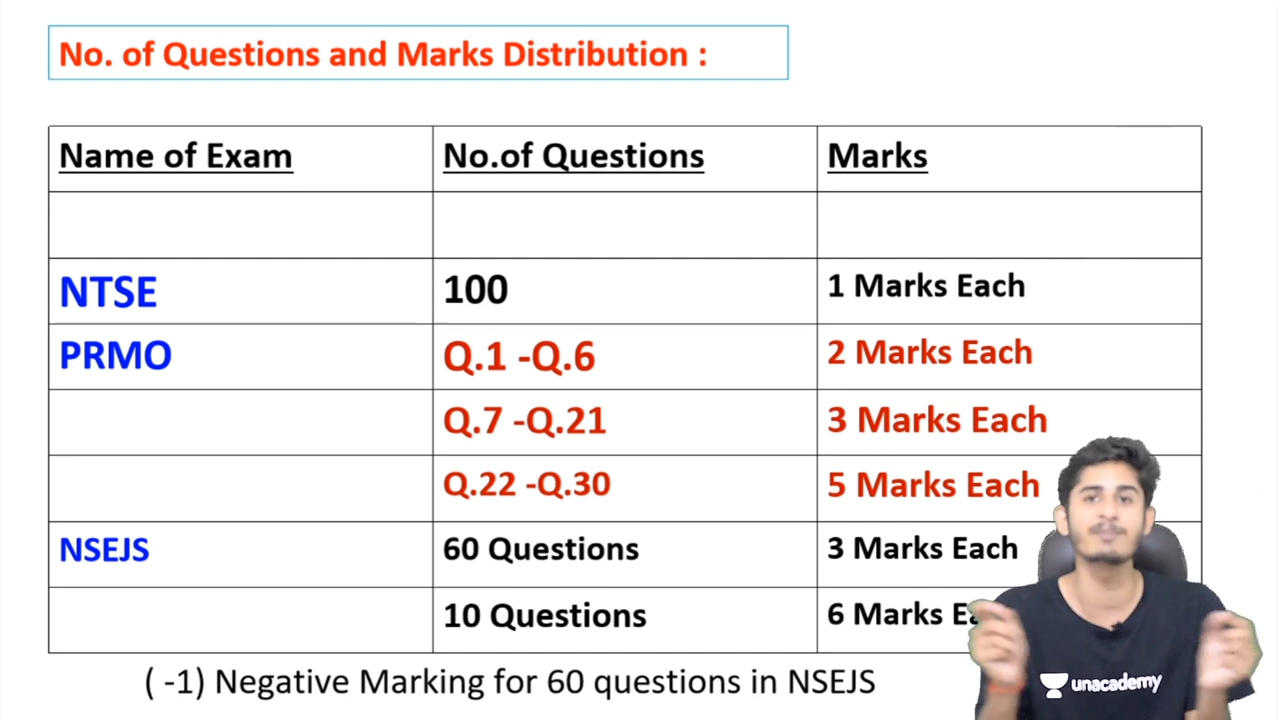 No. of Questions and Marks Distribution :
Name of Exam No.of Questions Marks
NTSE 100 1 Marks Each
PRMO Q.1 -Q.6 2 Marks Each
Q.7 -Q.21 3 Marks Each
Q.22 -Q.30 5 Marks Each
NSEJS 60 Questions 3 Marks Each
10 Questions 6 Marks
( -1) Negative Marking for 60 questions in NSEJS
unacademy